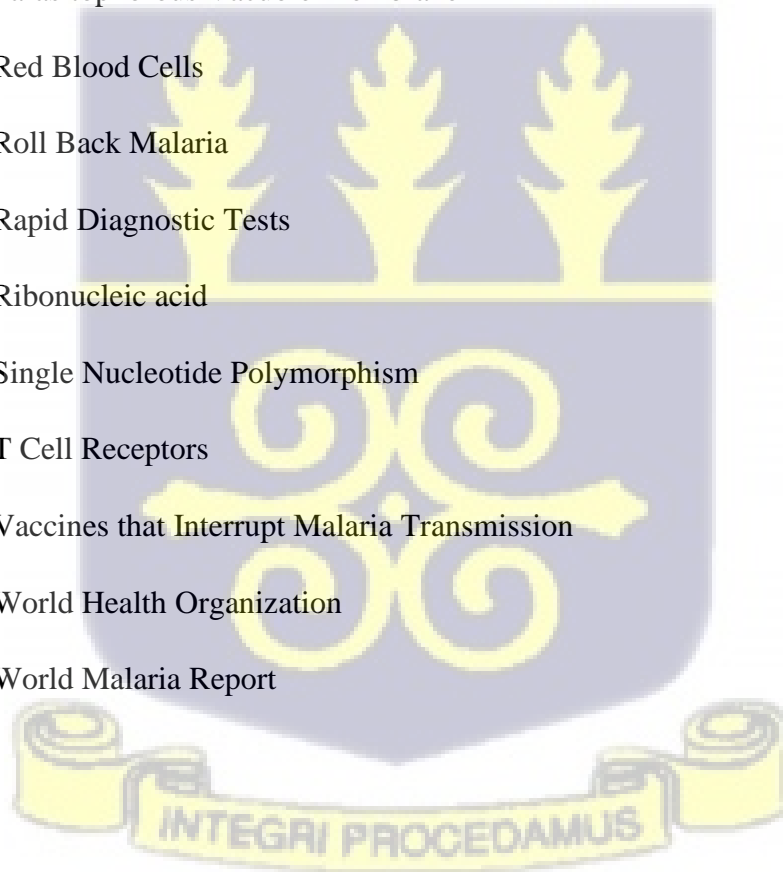 Red Blood Cells
Roll Back Malaria
Rapid Diagnostic Tests
Ribonucleic acid
Single Nucleotide Polymorphism
T Cell Receptors
Vaccines that Interrupt Malaria Transmission
World Health Organization
World Malaria Report
INTEGRI PROCEDAMUS